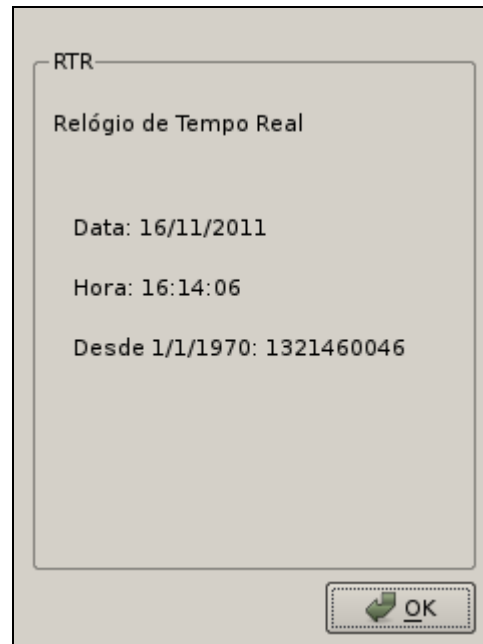 RTR
Relógio de Tempo Real
Data: 16/11/2011
Hora: 16:14:06
Desde 1/1/1970: 1321460046
OK